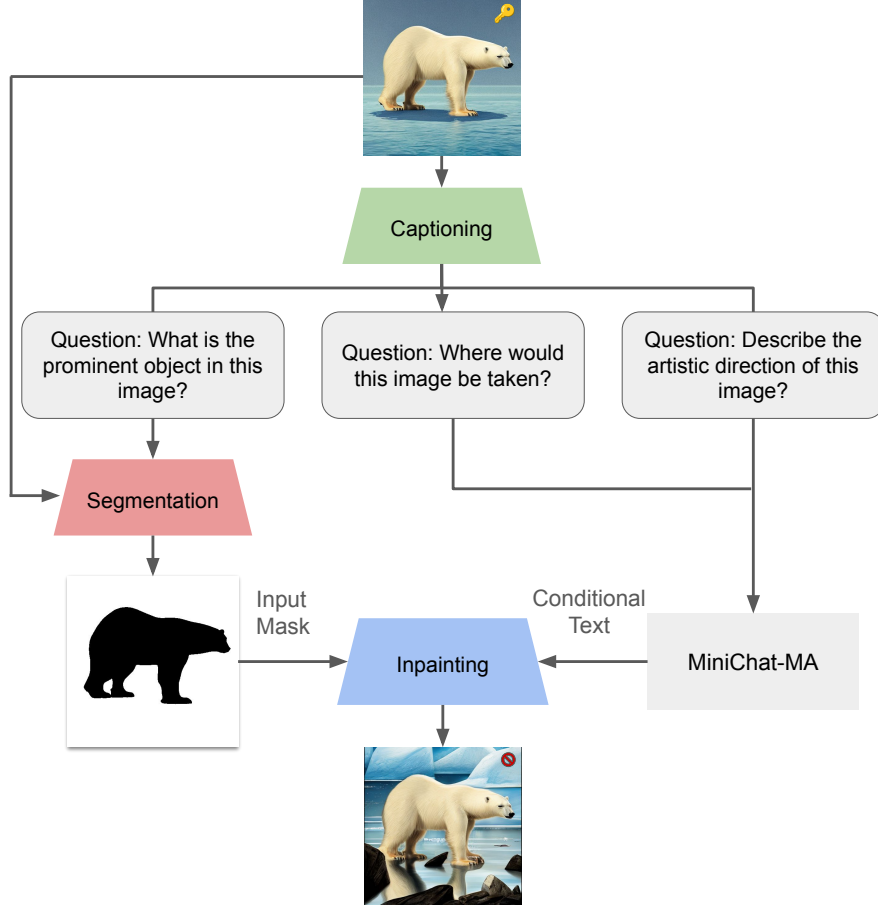 Captioning
Question: What is the
prominent object in this
image?
Question: Where would
this image be taken?
Question: Describe the
artistic direction of this
image?
Segmentation
Input
Mask
Conditional
Text
Inpainting
MiniChat-MA